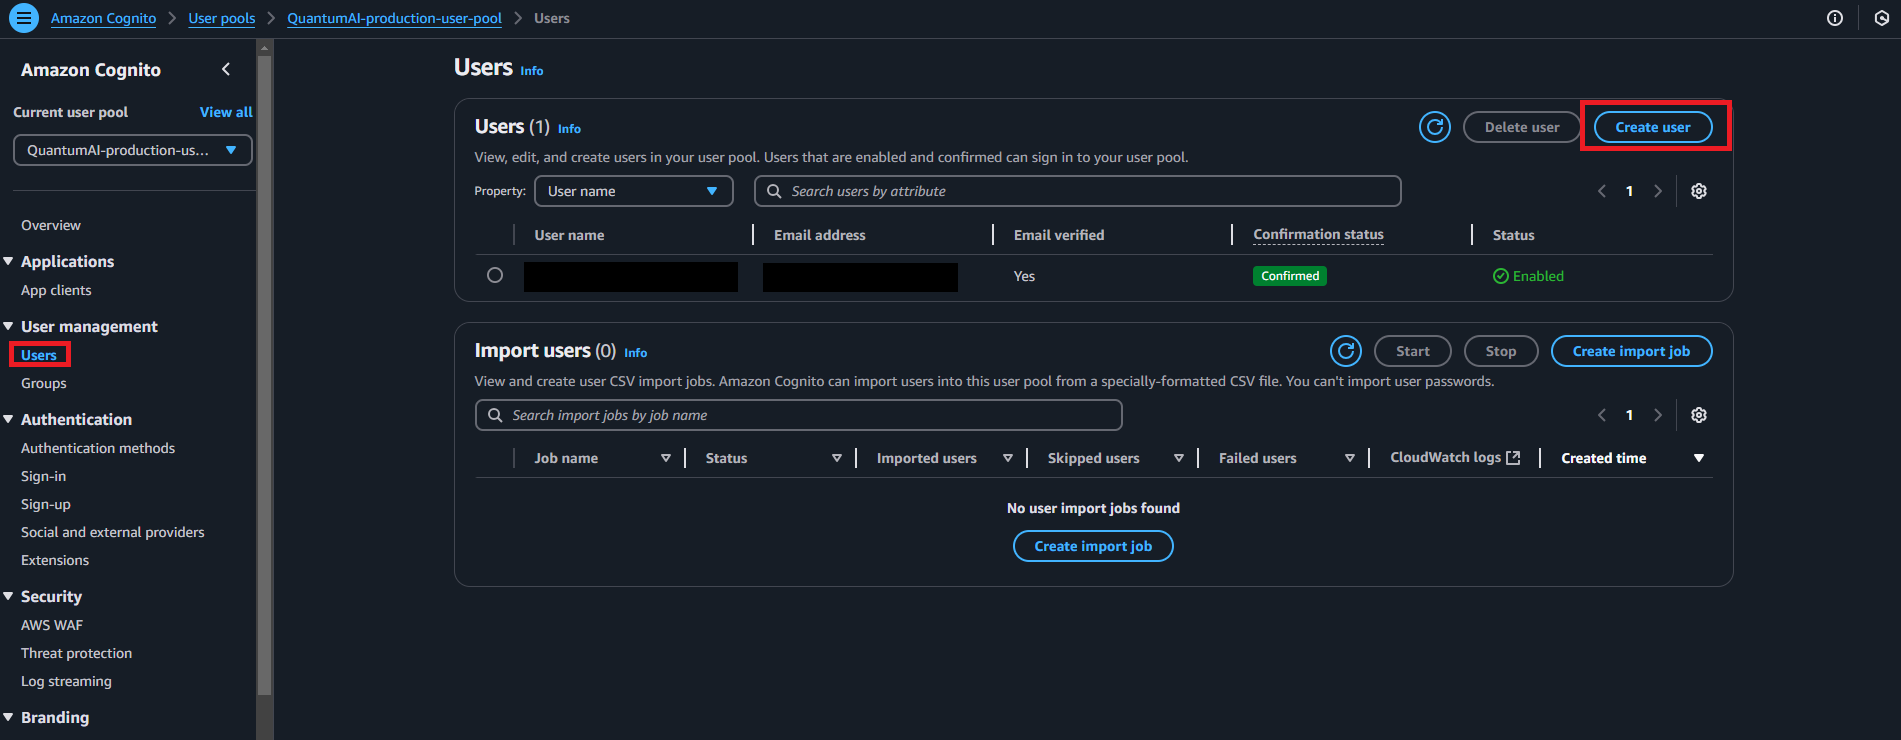 Amazon Cognito > User pools > QuantumAI-production-user-pool > Users
Amazon Cognito
Current user pool View all
QuantumAI-production-us...
Overview
Applications
App clients
User management
Users
Groups
Authentication
Authentication methods
Sign-in
Sign-up
Social and external providers
Extensions
Security
AWS WAF
Threat protection
Log streaming
Branding
Users Info
Users (1) Info
Delete user Create user
View, edit, and create users in your user pool. Users that are enabled and confirmed can sign in to your user pool.
Property: User name Search users by attribute 1
User name Email address Email verified Confirmation status Status
Yes Confirmed Enabled
Import users (0) Info
Start Stop Create import job
View and create user CSV import jobs. Amazon Cognito can import users into this user pool from a specially-formatted CSV file. You can't import user passwords.
Search import jobs by job name 1
Job name Status Imported users Skipped users Failed users CloudWatch logs Created time
No user import jobs found
Create import job